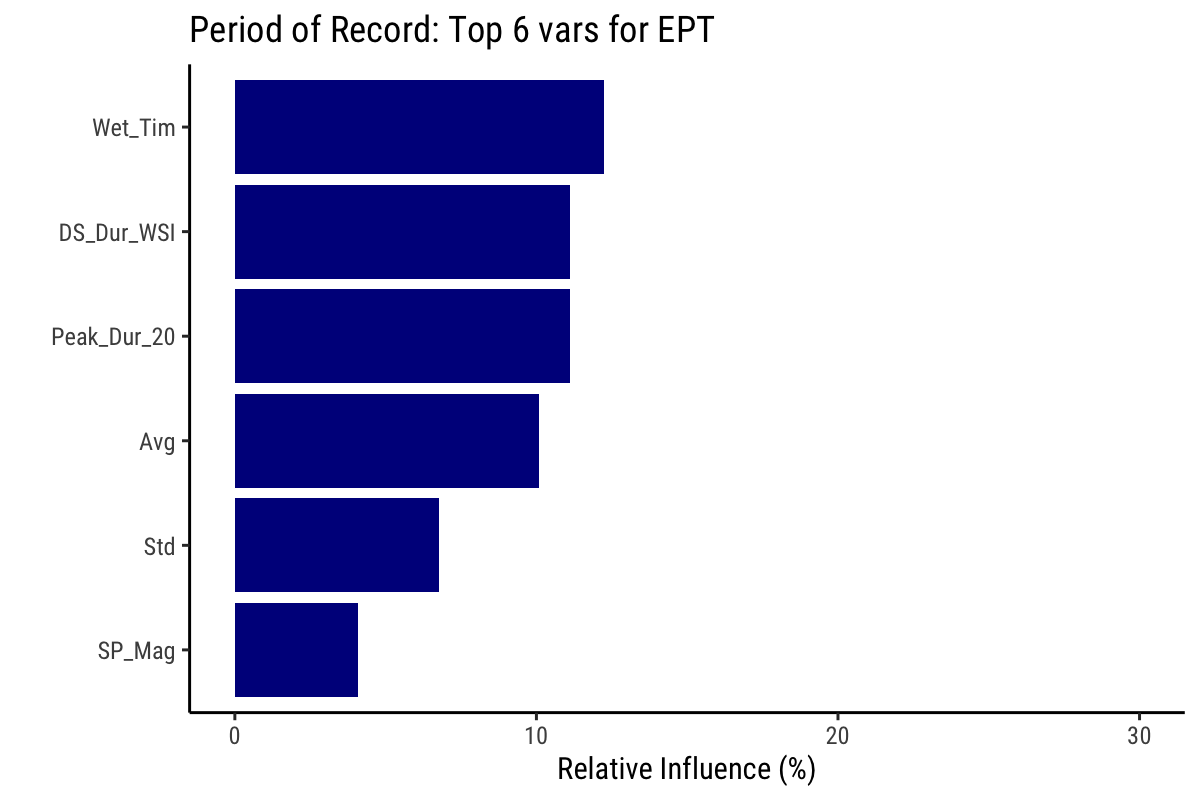 Period of Record: Top 6 vars for EPT
Wet_Tim
DS_Dur_WSI
Peak_Dur_20
Avg
Std
SP_Mag
0 10 20 30
Relative Influence (%)